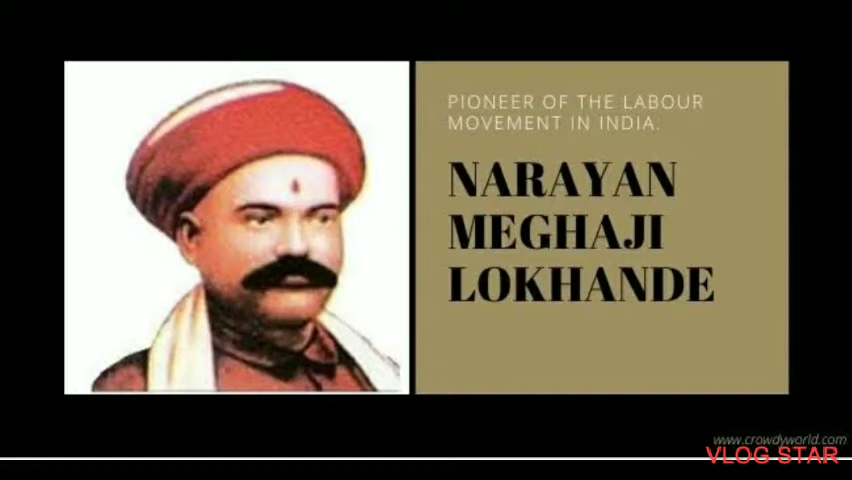 PIONEER OF THE LABOUR
MOVEMENT IN INDIA.
NARAYAN
MEGHAJI
LOKHANDE
www.crowdyworld.com
VLOG STAR